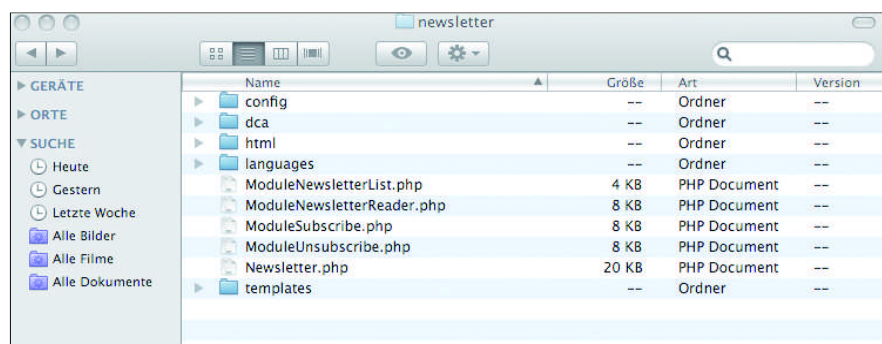 newsletter
Name Größe Art Version
▶ GERÄTE
▶ ORTE
▼ SUCHE
Heute
Gestern
Letzte Woche
Alle Bilder
Alle Filme
Alle Dokumente
config -- Ordner --
dca -- Ordner --
html -- Ordner --
languages -- Ordner --
ModuleNewsletterList.php 4 KB PHP Document --
ModuleNewsletterReader.php 8 KB PHP Document --
ModuleSubscribe.php 8 KB PHP Document --
ModuleUnsubscribe.php 8 KB PHP Document --
Newsletter.php 20 KB PHP Document --
templates -- Ordner --